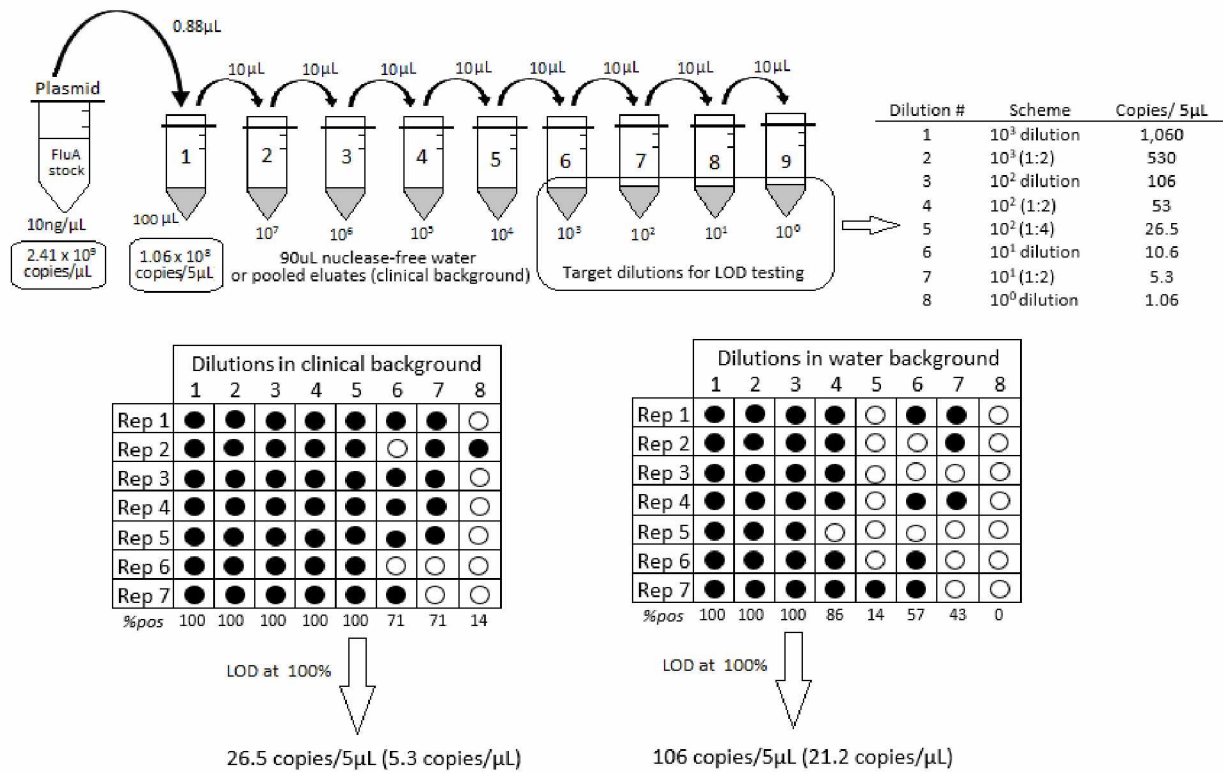 0.88µL
10µL 10µL 10µL 10µL 10µL 10µL 10µL 10µL
Plasmid
FluA
stock
1 2 3 4 5 6 7 8 9
10ng/µL
100 µL
10⁷ 10⁶ 10⁵ 10⁴ 10³ 10² 10¹ 10⁰
2.41 x 10⁹
copies/µL
1.06 x 10⁸
copies/5µL
90uL nuclease-free water
or pooled eluates (clinical background)
Target dilutions for LOD testing
Dilution # Scheme Copies/ 5µL
1 10³ dilution 1,060
2 10³ (1:2) 530
3 10² dilution 106
4 10² (1:2) 53
5 10² (1:4) 26.5
6 10¹ dilution 10.6
7 10¹ (1:2) 5.3
8 10⁰ dilution 1.06
Dilutions in clinical background
1 2 3 4 5 6 7 8
Rep 1
Rep 2
Rep 3
Rep 4
Rep 5
Rep 6
Rep 7
%pos 100 100 100 100 100 71 71 14
LOD at 100%
26.5 copies/5µL (5.3 copies/µL)
Dilutions in water background
1 2 3 4 5 6 7 8
Rep 1
Rep 2
Rep 3
Rep 4
Rep 5
Rep 6
Rep 7
%pos 100 100 100 86 14 57 43 0
LOD at 100%
106 copies/5µL (21.2 copies/µL)